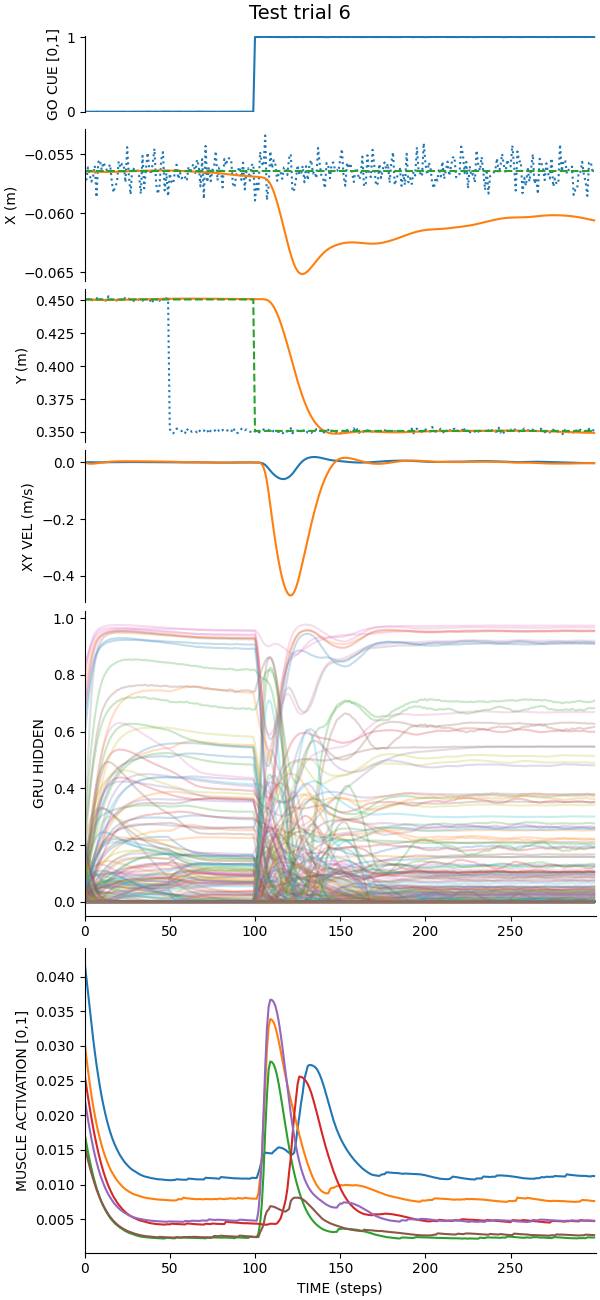 Test trial 6
GO CUE [0,1]
1
0
X (m)
−0.055
−0.060
−0.065
Y (m)
0.450
0.425
0.400
0.375
0.350
XY VEL (m/s)
0.0
−0.2
−0.4
GRU HIDDEN
1.0
0.8
0.6
0.4
0.2
0.0
0 50 100 150 200 250
MUSCLE ACTIVATION [0,1]
0.040
0.035
0.030
0.025
0.020
0.015
0.010
0.005
0 50 100 150 200 250
TIME (steps)